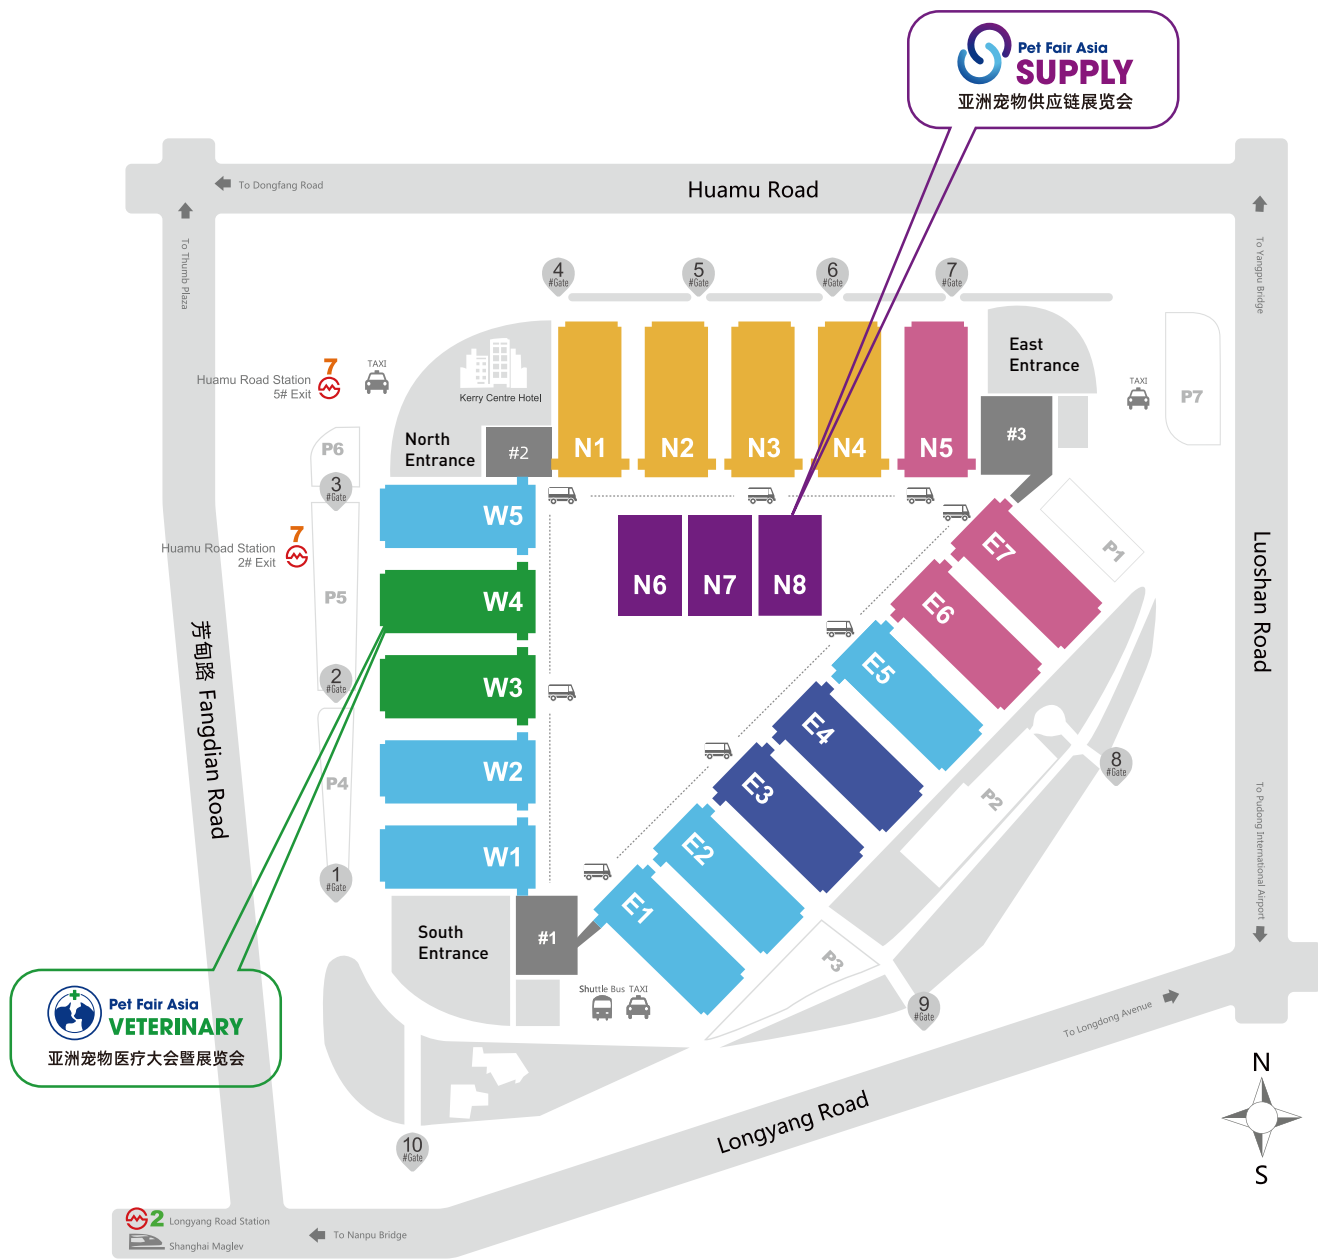 Pet Fair Asia
SUPPLY
亚洲宠物供应链展览会
To Dongfang Road
Huamu Road
To Thumb Plaza
To Yangpu Bridge
4
#Gate
5
#Gate
6
#Gate
7
#Gate
East
Entrance
7
Huamu Road Station
5# Exit
TAXI
Kerry Centre Hotel
TAXI
P7
North
Entrance
#2
N1
N2
N3
N4
N5
#3
P6
3
#Gate
W5
7
Huamu Road Station
2# Exit
P5
W4
N6
N7
N8
E7
P1
E6
Luoshan Road
芳甸路 Fangdian Road
2
#Gate
W3
E5
E4
P4
W2
E3
P2
8
#Gate
To Pudong International Airport
1
#Gate
W1
E2
E1
South
Entrance
#1
P3
Shuttle Bus
TAXI
9
#Gate
To Longdong Avenue
Pet Fair Asia
VETERINARY
亚洲宠物医疗大会暨展览会
Longyang Road
10
#Gate
N
S
2
Longyang Road Station
Shanghai Maglev
To Nanpu Bridge